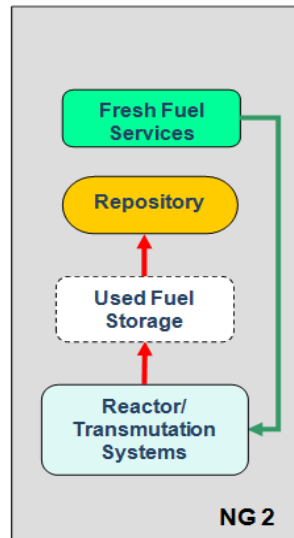 Fresh Fuel
Services
Repository
Used Fuel
Storage
Reactor/
Transmutation
Systems
NG 2